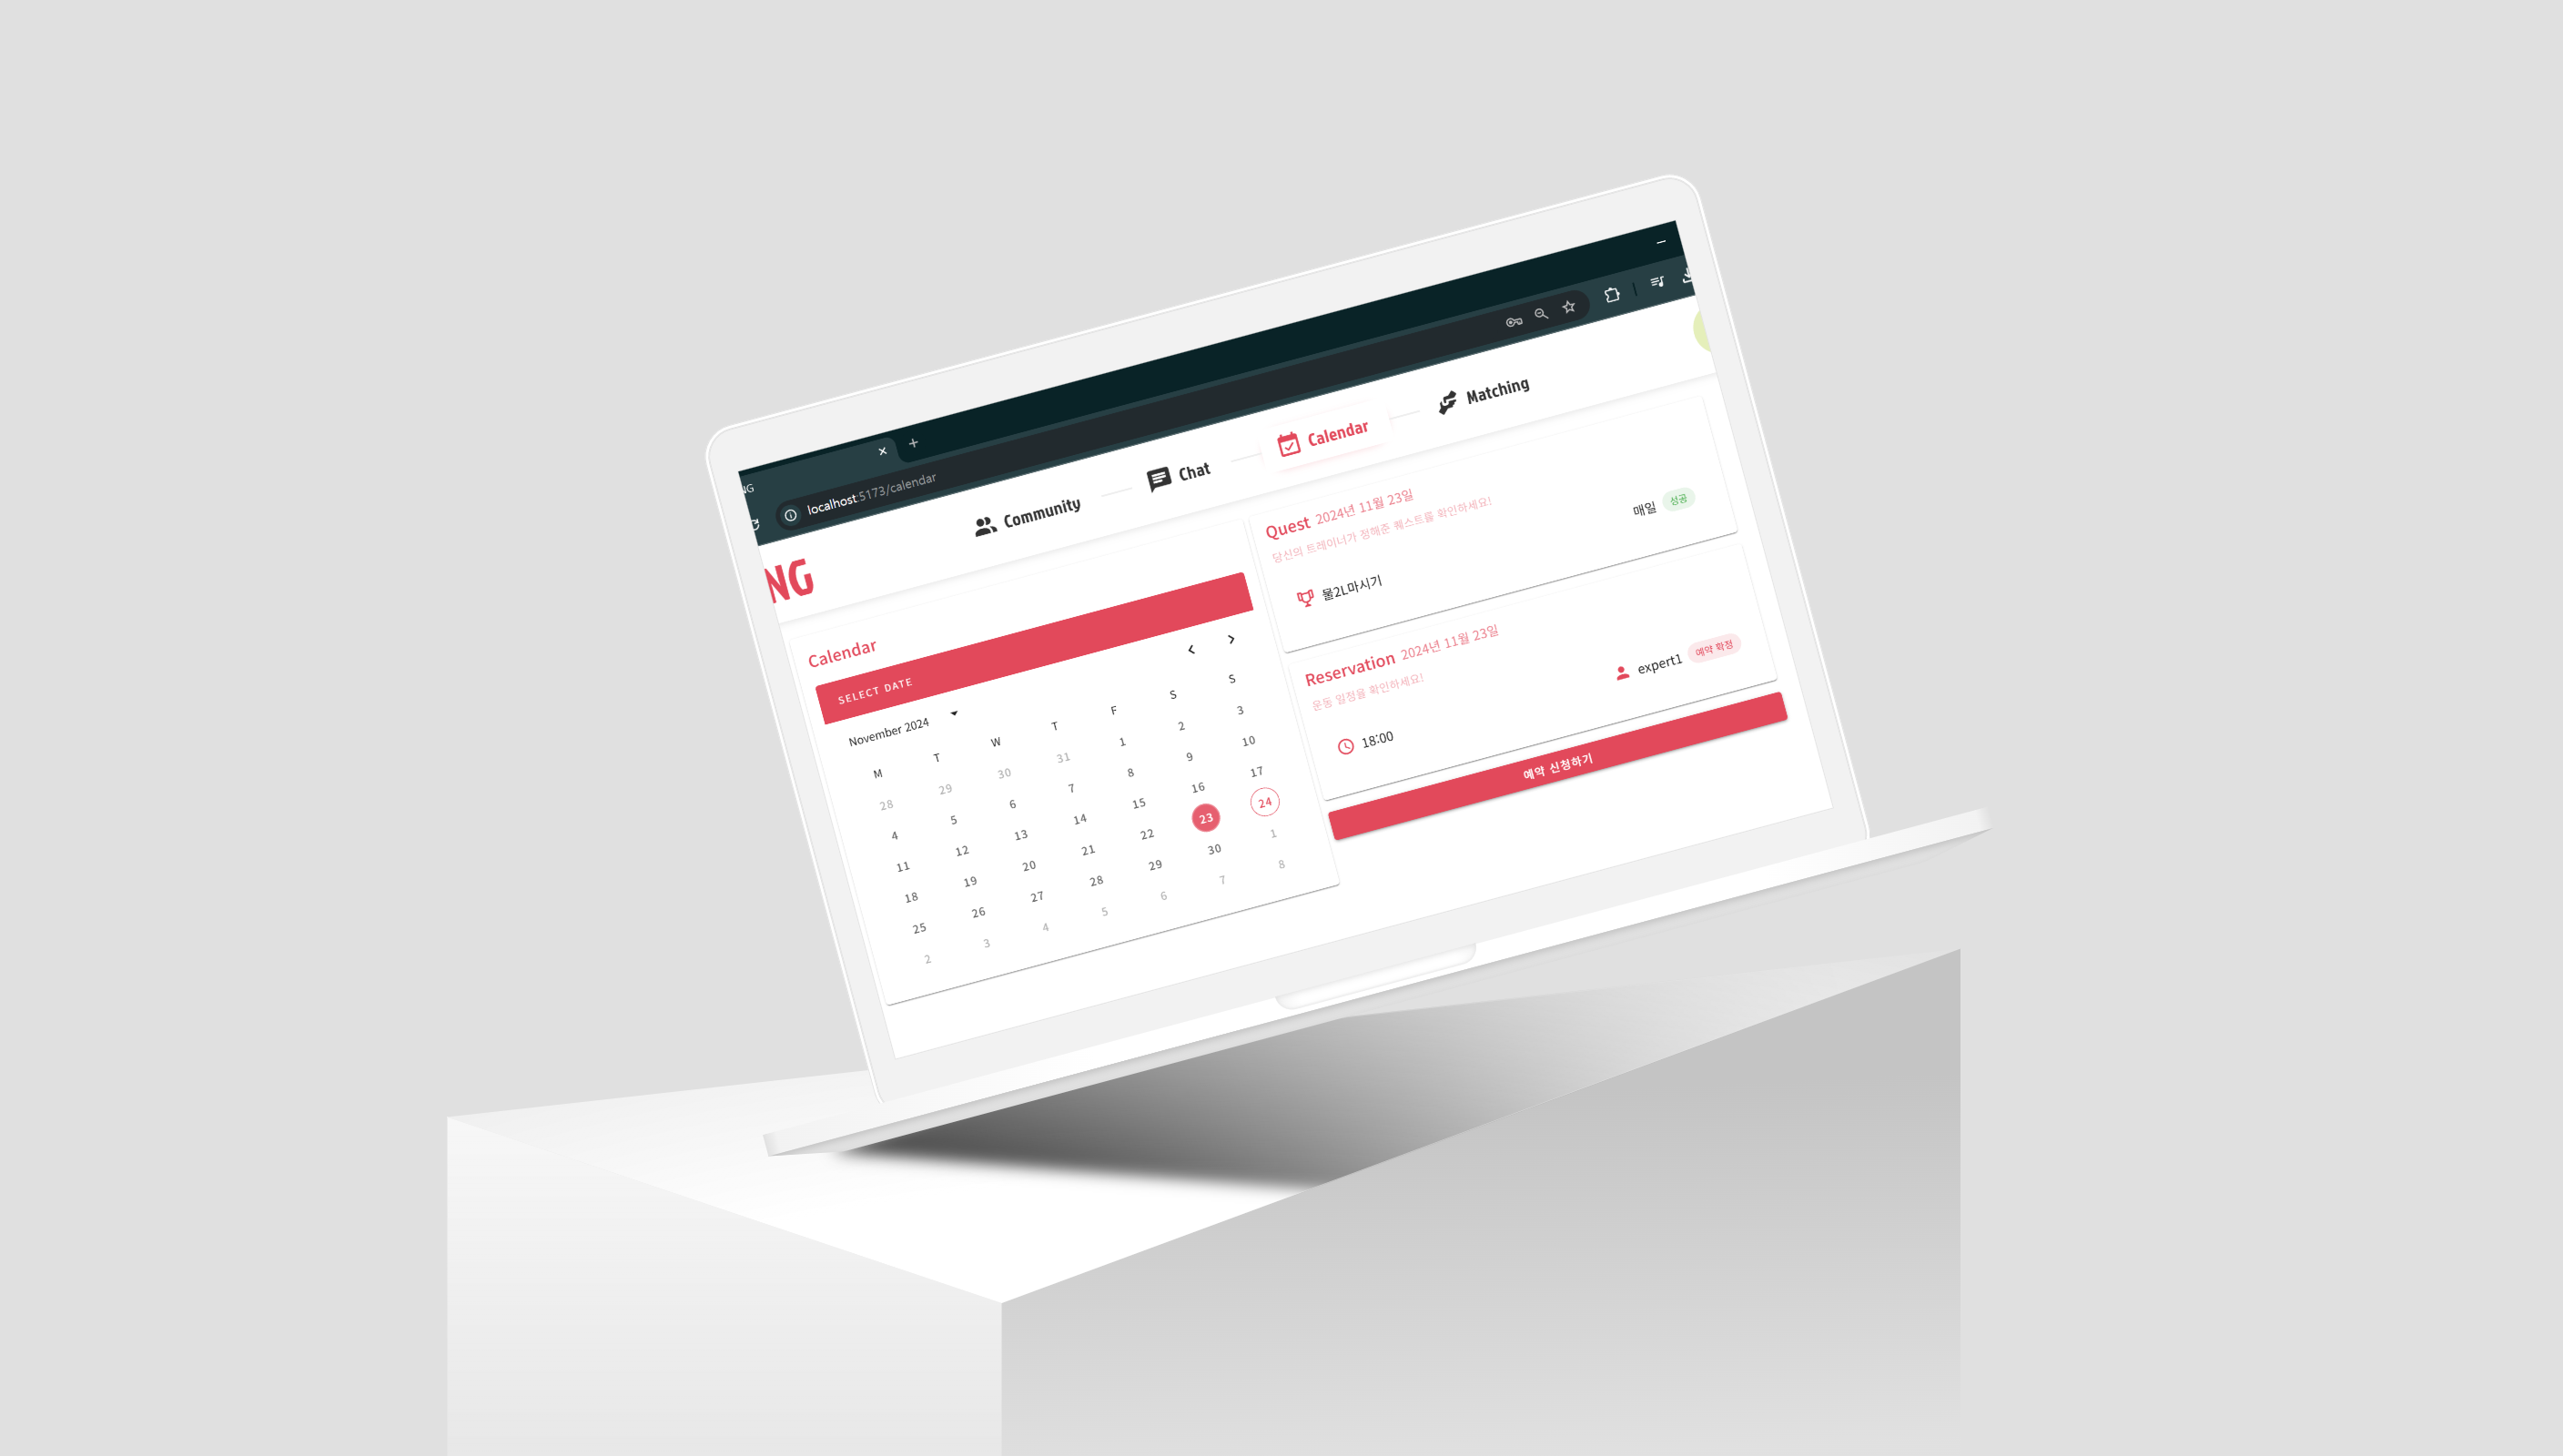 NG
localhost:5173/calendar
NG
Community
Chat
Calendar
Matching
Calendar
SELECT DATE
November 2024
M T W T F S S
28 29 30 31 1 2 3
4 5 6 7 8 9 10
11 12 13 14 15 16 17
18 19 20 21 22 23 24
25 26 27 28 29 30 1
2 3 4 5 6 7 8
Quest 2024년 11월 23일
당신의 트레이너가 정해준 퀘스트를 확인하세요!
물2L마시기
매일 성공
Reservation 2024년 11월 23일
운동 일정을 확인하세요!
18:00
expert1 예약 확정
예약 신청하기